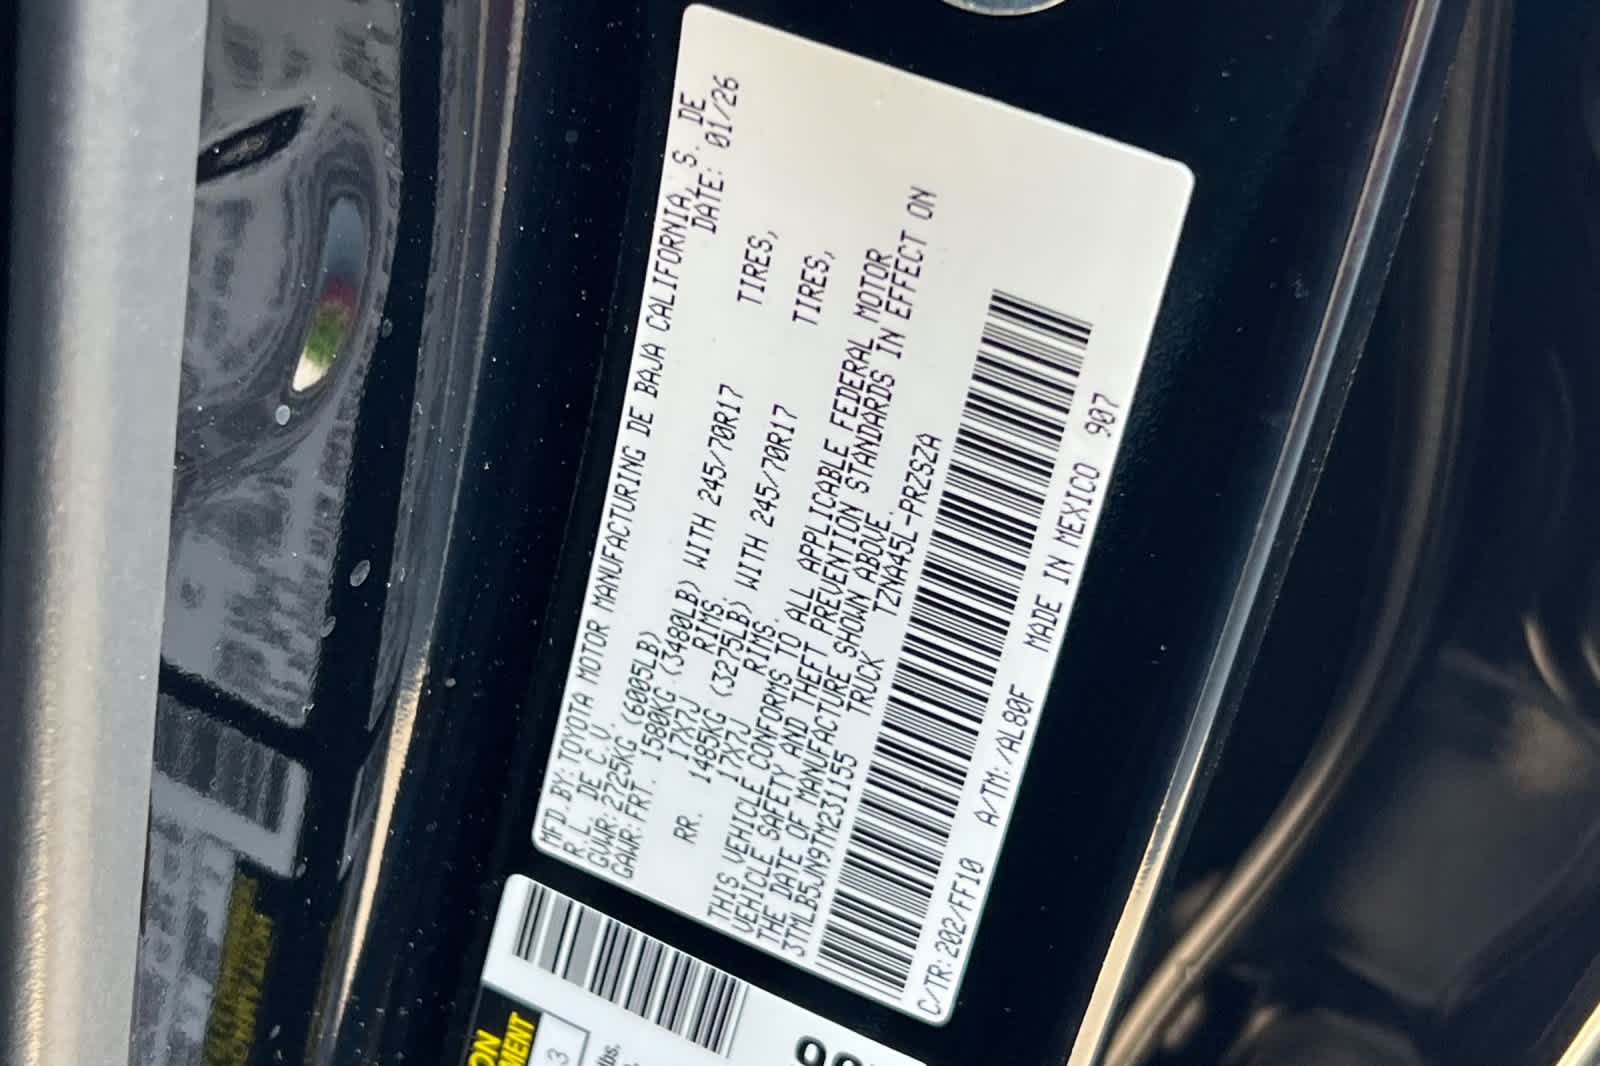 MFD.BY:TOYOTA MOTOR MANUFACTURING DE BAJA CALIFORNIA, S. DE
R.L. DE C.V. DATE: 01/26
GVWR:2725KG (6005LB)
GAWR:FRT. 1580KG (3480LB) WITH 245/70R17 TIRES,
17X7J RIMS.
RR. 1485KG (3275LB) WITH 245/70R17 TIRES,
17X7J RIMS.
THIS VEHICLE CONFORMS TO ALL APPLICABLE FEDERAL MOTOR
VEHICLE SAFETY AND THEFT PREVENTION STANDARDS IN EFFECT ON
THE DATE OF MANUFACTURE SHOWN ABOVE.
3TMLB5JN9TM231155 TRUCK TZNA45L-PRZSZA
C/TR:202/FF10 A/TM:/AL80F MADE IN MEXICO 907
3
lbs.